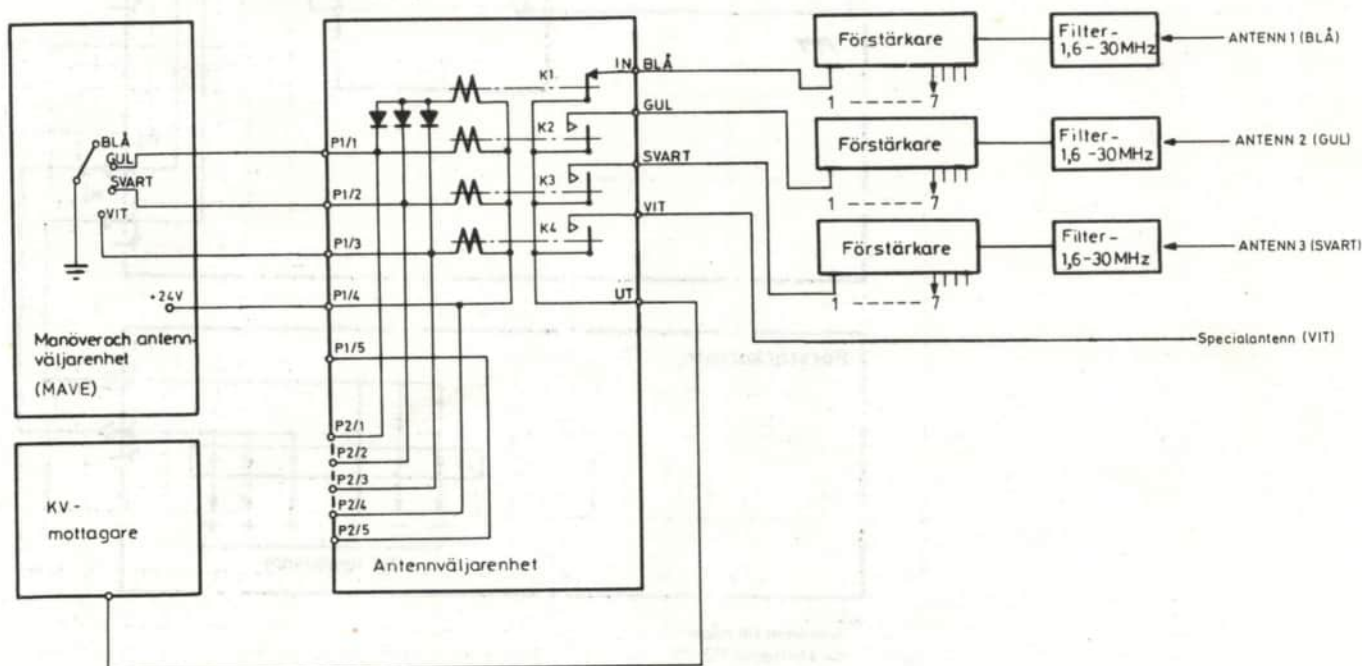 BLÅ
GUL
SVART
VIT
+24V
Manöver och antenn-
väljarenhet
(MAVE)
KV-
mottagare
P1/1
P1/2
P1/3
P1/4
P1/5
P2/1
P2/2
P2/3
P2/4
P2/5
K1
K2
K3
K4
IN
BLÅ
GUL
SVART
VIT
UT
Antennväljarenhet
Förstärkare
1 ------ 7
Filter-
1,6-30MHz
ANTENN 1 (BLÅ)
Förstärkare
1 ------ 7
Filter-
1,6-30MHz
ANTENN 2 (GUL)
Förstärkare
1 ------ 7
Filter-
1,6-30MHz
ANTENN 3 (SVART)
Specialantenn (VIT)